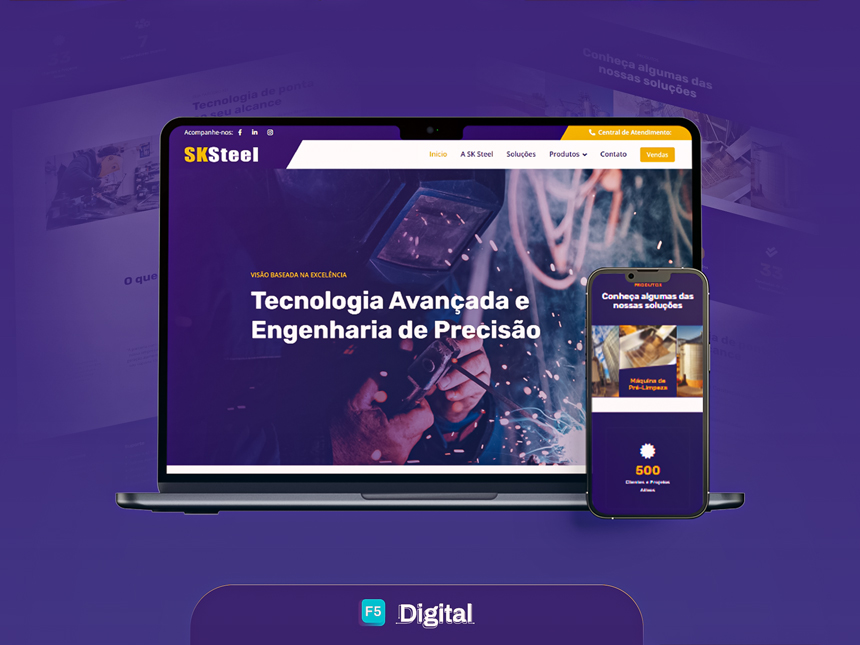 Tecnologia de ponta
ao seu alcance
Conheça algumas das
nossas soluções
Acompanhe-nos:
Central de Atendimento:
SKSteel
Início
A SK Steel
Soluções
Produtos
Contato
Vendas
VISÃO BASEADA NA EXCELÊNCIA
Tecnologia Avançada e
Engenharia de Precisão
O que
33
PRODUTOS
Conheça algumas das
nossas soluções
Máquina de
Pré-Limpeza
500
Clientes e Projetos
Ativos
F5 Digital